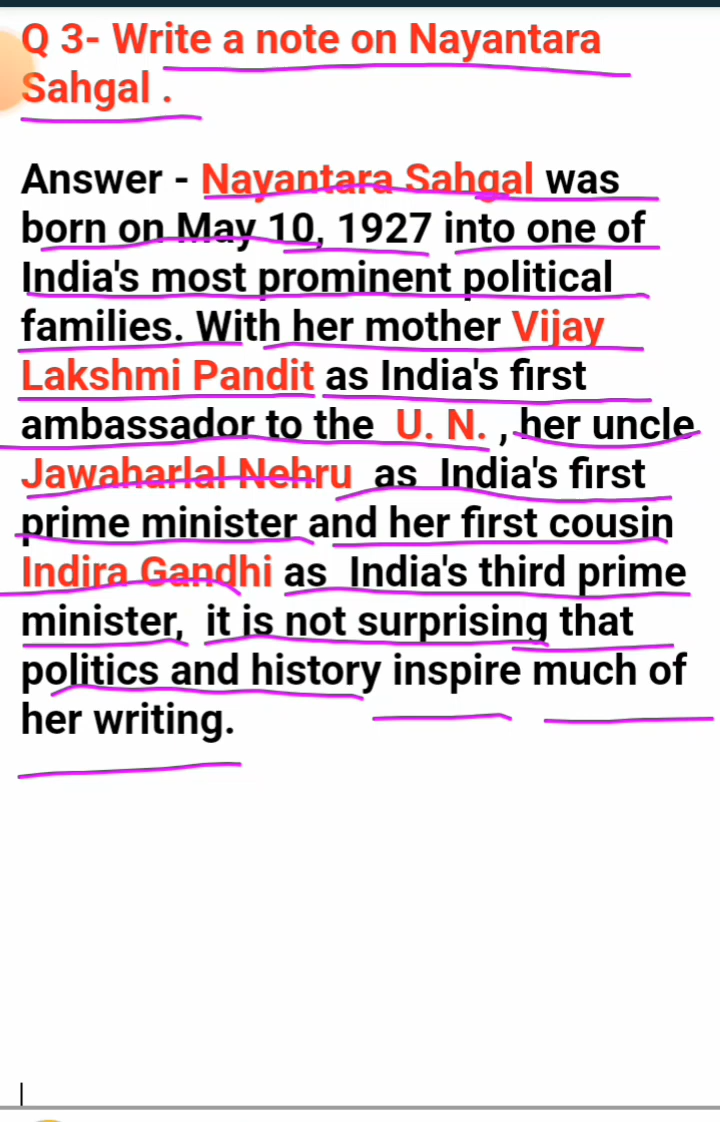 Q 3- Write a note on Nayantara
Sahgal .
Answer - Nayantara Sahgal was
born on May 10, 1927 into one of
India's most prominent political
families. With her mother Vijay
Lakshmi Pandit as India's first
ambassador to the U. N. , her uncle
Jawaharlal Nehru as India's first
prime minister and her first cousin
Indira Gandhi as India's third prime
minister, it is not surprising that
politics and history inspire much of
her writing.